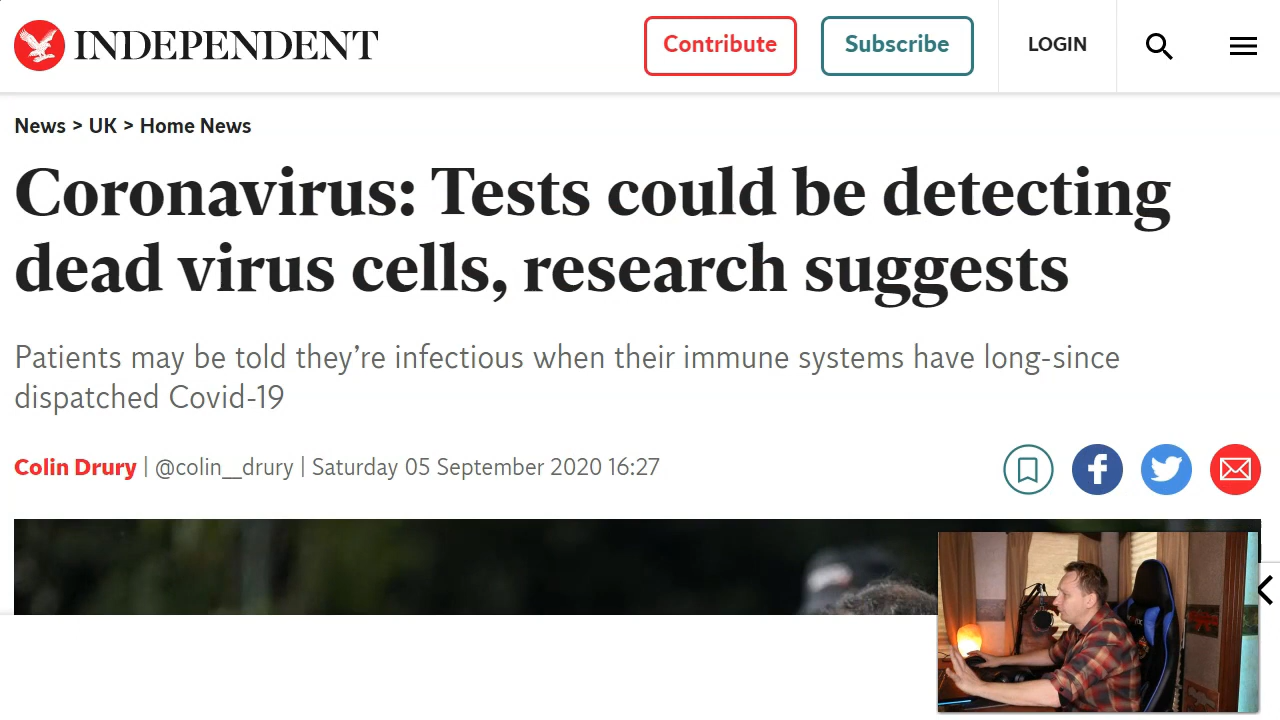 INDEPENDENT
Contribute
Subscribe
LOGIN
News > UK > Home News
Coronavirus: Tests could be detecting
dead virus cells, research suggests
Patients may be told they’re infectious when their immune systems have long-since
dispatched Covid-19
Colin Drury | @colin__drury | Saturday 05 September 2020 16:27